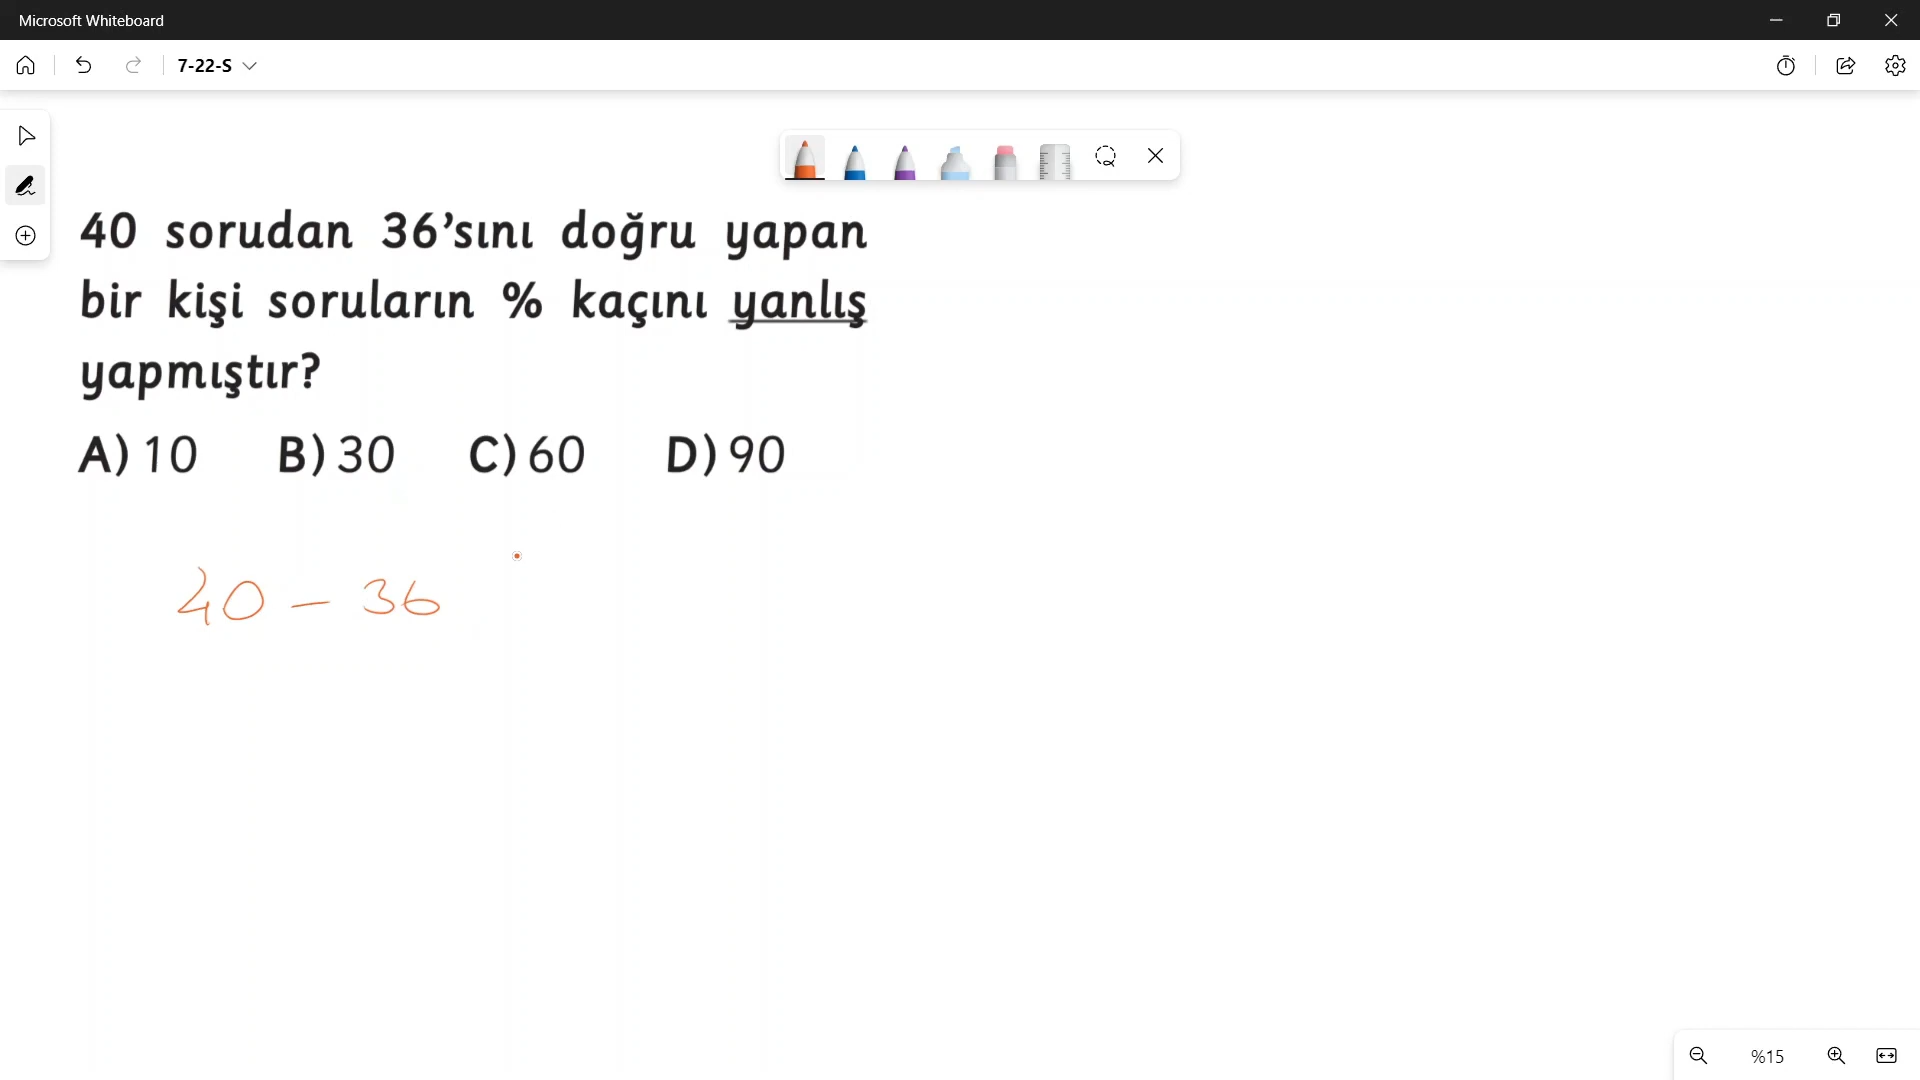 Microsoft Whiteboard
7-22-S
40 sorudan 36’sını doğru yapan
bir kişi soruların % kaçını yanlış
yapmıştır?
A) 10 B) 30 C) 60 D) 90
40 – 36
%15